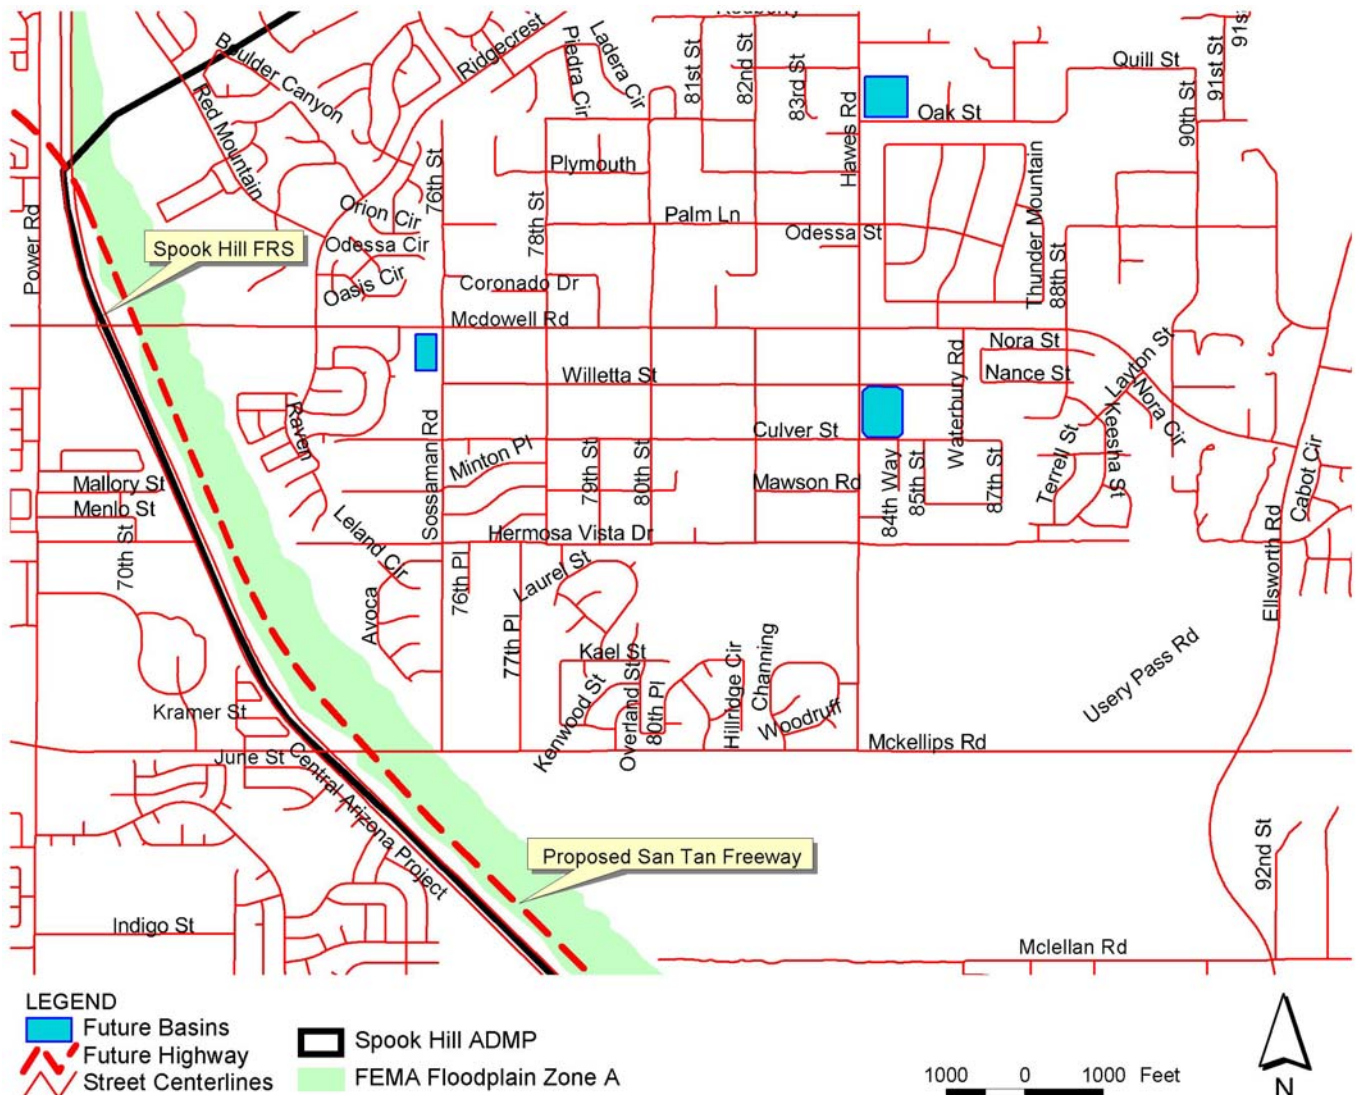 Boulder Canyon
Ridgecrest
Piedra Cir
Ladera Cir
81st St
82nd St
83rd St
Hawes Rd
Quill St
91st St
90th St
Oak St
Red Mountain
76th St
Plymouth
78th St
Palm Ln
Orion Cir
Odessa Cir
Odessa St
Thunder Mountain
88th St
Power Rd
Spook Hill FRS
Oasis Cir
Coronado Dr
Mcdowell Rd
Nora St
Nance St
Layton St
Willetta St
Waterbury Rd
Keesha St
Nora Cir
Raven
Sossaman Rd
Culver St
Minton Pl
79th St
80th St
Mawson Rd
84th Way
85th St
87th St
Terrell St
Cabot Cir
Mallory St
Menlo St
70th St
Leland Cir
Hermosa Vista Dr
Ellsworth Rd
Avoca
76th Pl
77th Pl
Laurel St
Kael St
Kenwood St
Overland St
80th Pl
Hillridge Cir
Channing
Woodruff
Usery Pass Rd
Kramer St
June St
Mckellips Rd
Central Arizona Project
Proposed San Tan Freeway
92nd St
Indigo St
Mclellan Rd
LEGEND
Future Basins
Future Highway
Street Centerlines
Spook Hill ADMP
FEMA Floodplain Zone A
1000 0 1000 Feet
N